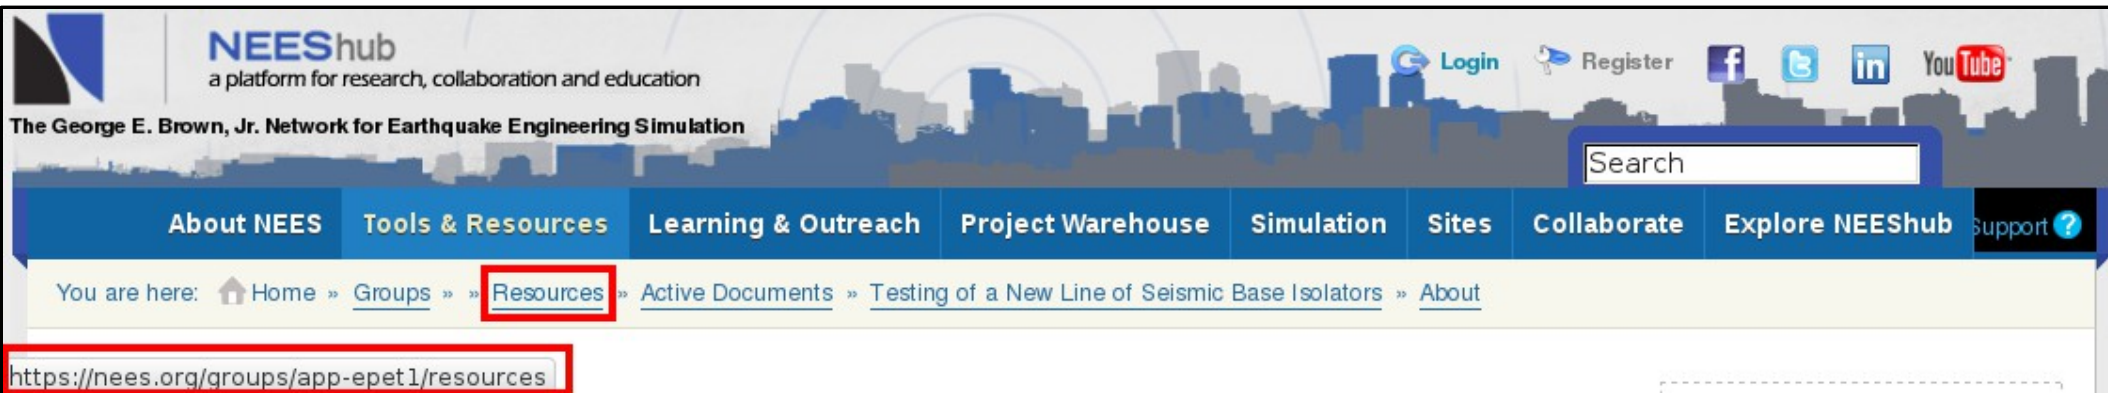 NEEShub
a platform for research, collaboration and education
Login Register f in You Tube
The George E. Brown, Jr. Network for Earthquake Engineering Simulation
Search
About NEES Tools & Resources Learning & Outreach Project Warehouse Simulation Sites Collaborate Explore NEEShub Support ?
You are here: Home » Groups » » Resources » Active Documents » Testing of a New Line of Seismic Base Isolators » About
https://nees.org/groups/app-epet1/resources